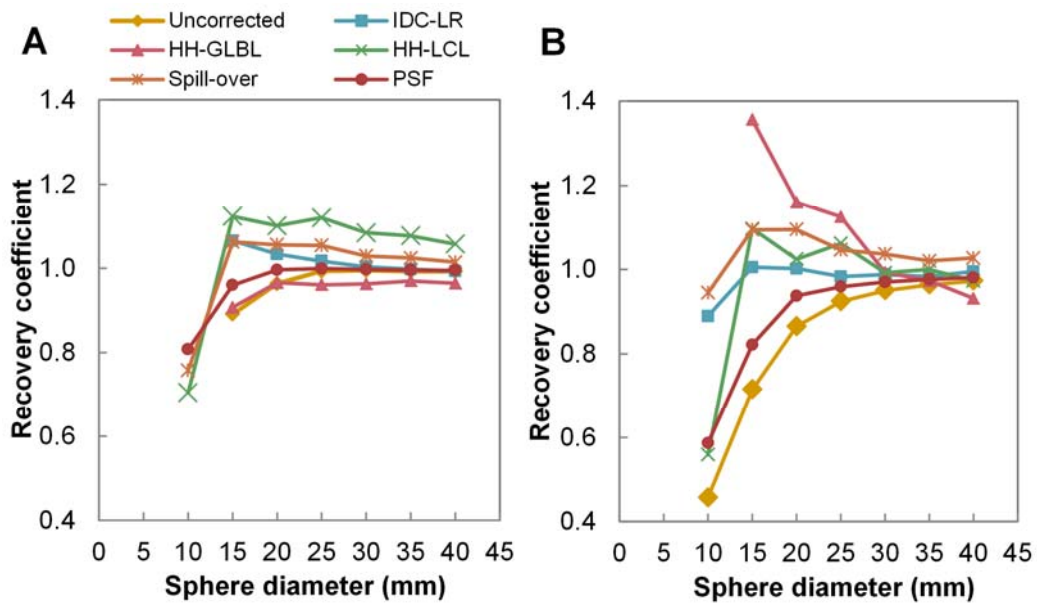 A
Uncorrected IDC-LR
HH-GLBL HH-LCL
Spill-over PSF
Recovery coefficient
1.4
1.2
1.0
0.8
0.6
0.4
0 5 10 15 20 25 30 35 40 45
Sphere diameter (mm)
B
Recovery coefficient
1.4
1.2
1.0
0.8
0.6
0.4
0 5 10 15 20 25 30 35 40 45
Sphere diameter (mm)